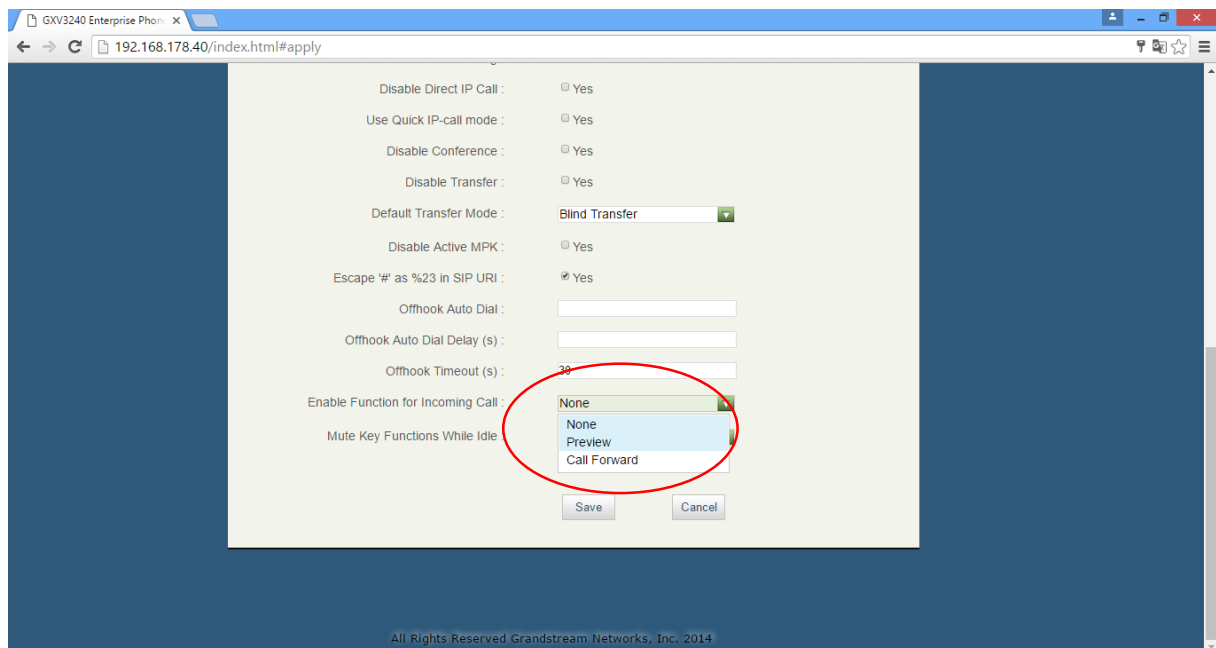 GXV3240 Enterprise Phon
192.168.178.40/index.html#apply
Disable Direct IP Call : Yes
Use Quick IP-call mode : Yes
Disable Conference : Yes
Disable Transfer : Yes
Default Transfer Mode : Blind Transfer
Disable Active MPK : Yes
Escape '#' as %23 in SIP URI : Yes
Offhook Auto Dial :
Offhook Auto Dial Delay (s) :
Offhook Timeout (s) : 30
Enable Function for Incoming Call : None
None
Mute Key Functions While Idle : Preview
Call Forward
Save Cancel
All Rights Reserved Grandstream Networks, Inc. 2014